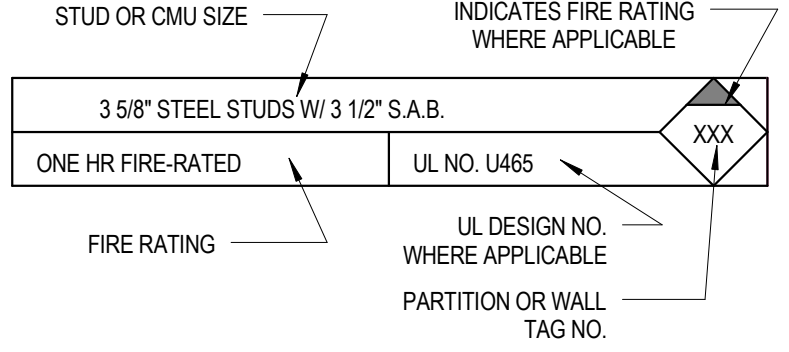 STUD OR CMU SIZE
INDICATES FIRE RATING
WHERE APPLICABLE
3 5/8" STEEL STUDS W/ 3 1/2" S.A.B.
XXX
ONE HR FIRE-RATED
UL NO. U465
FIRE RATING
UL DESIGN NO.
WHERE APPLICABLE
PARTITION OR WALL
TAG NO.